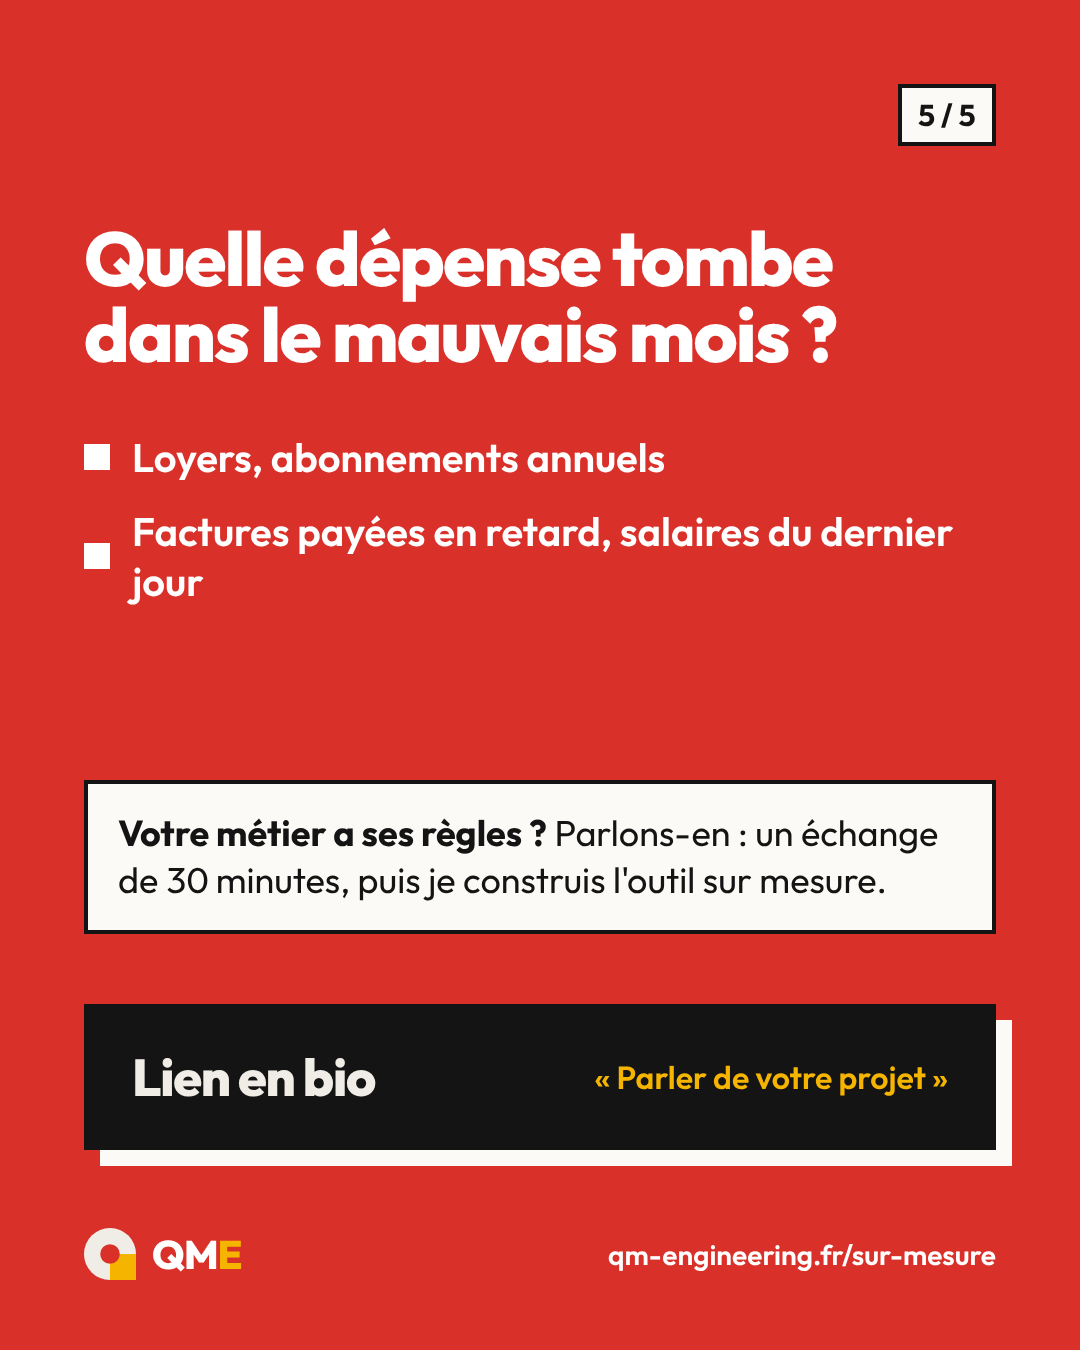 5 / 5
Quelle dépense tombe
dans le mauvais mois ?
Loyers, abonnements annuels
Factures payées en retard, salaires du dernier
jour
Votre métier a ses règles ? Parlons-en : un échange
de 30 minutes, puis je construis l'outil sur mesure.
Lien en bio
« Parler de votre projet »
QME
qm-engineering.fr/sur-mesure